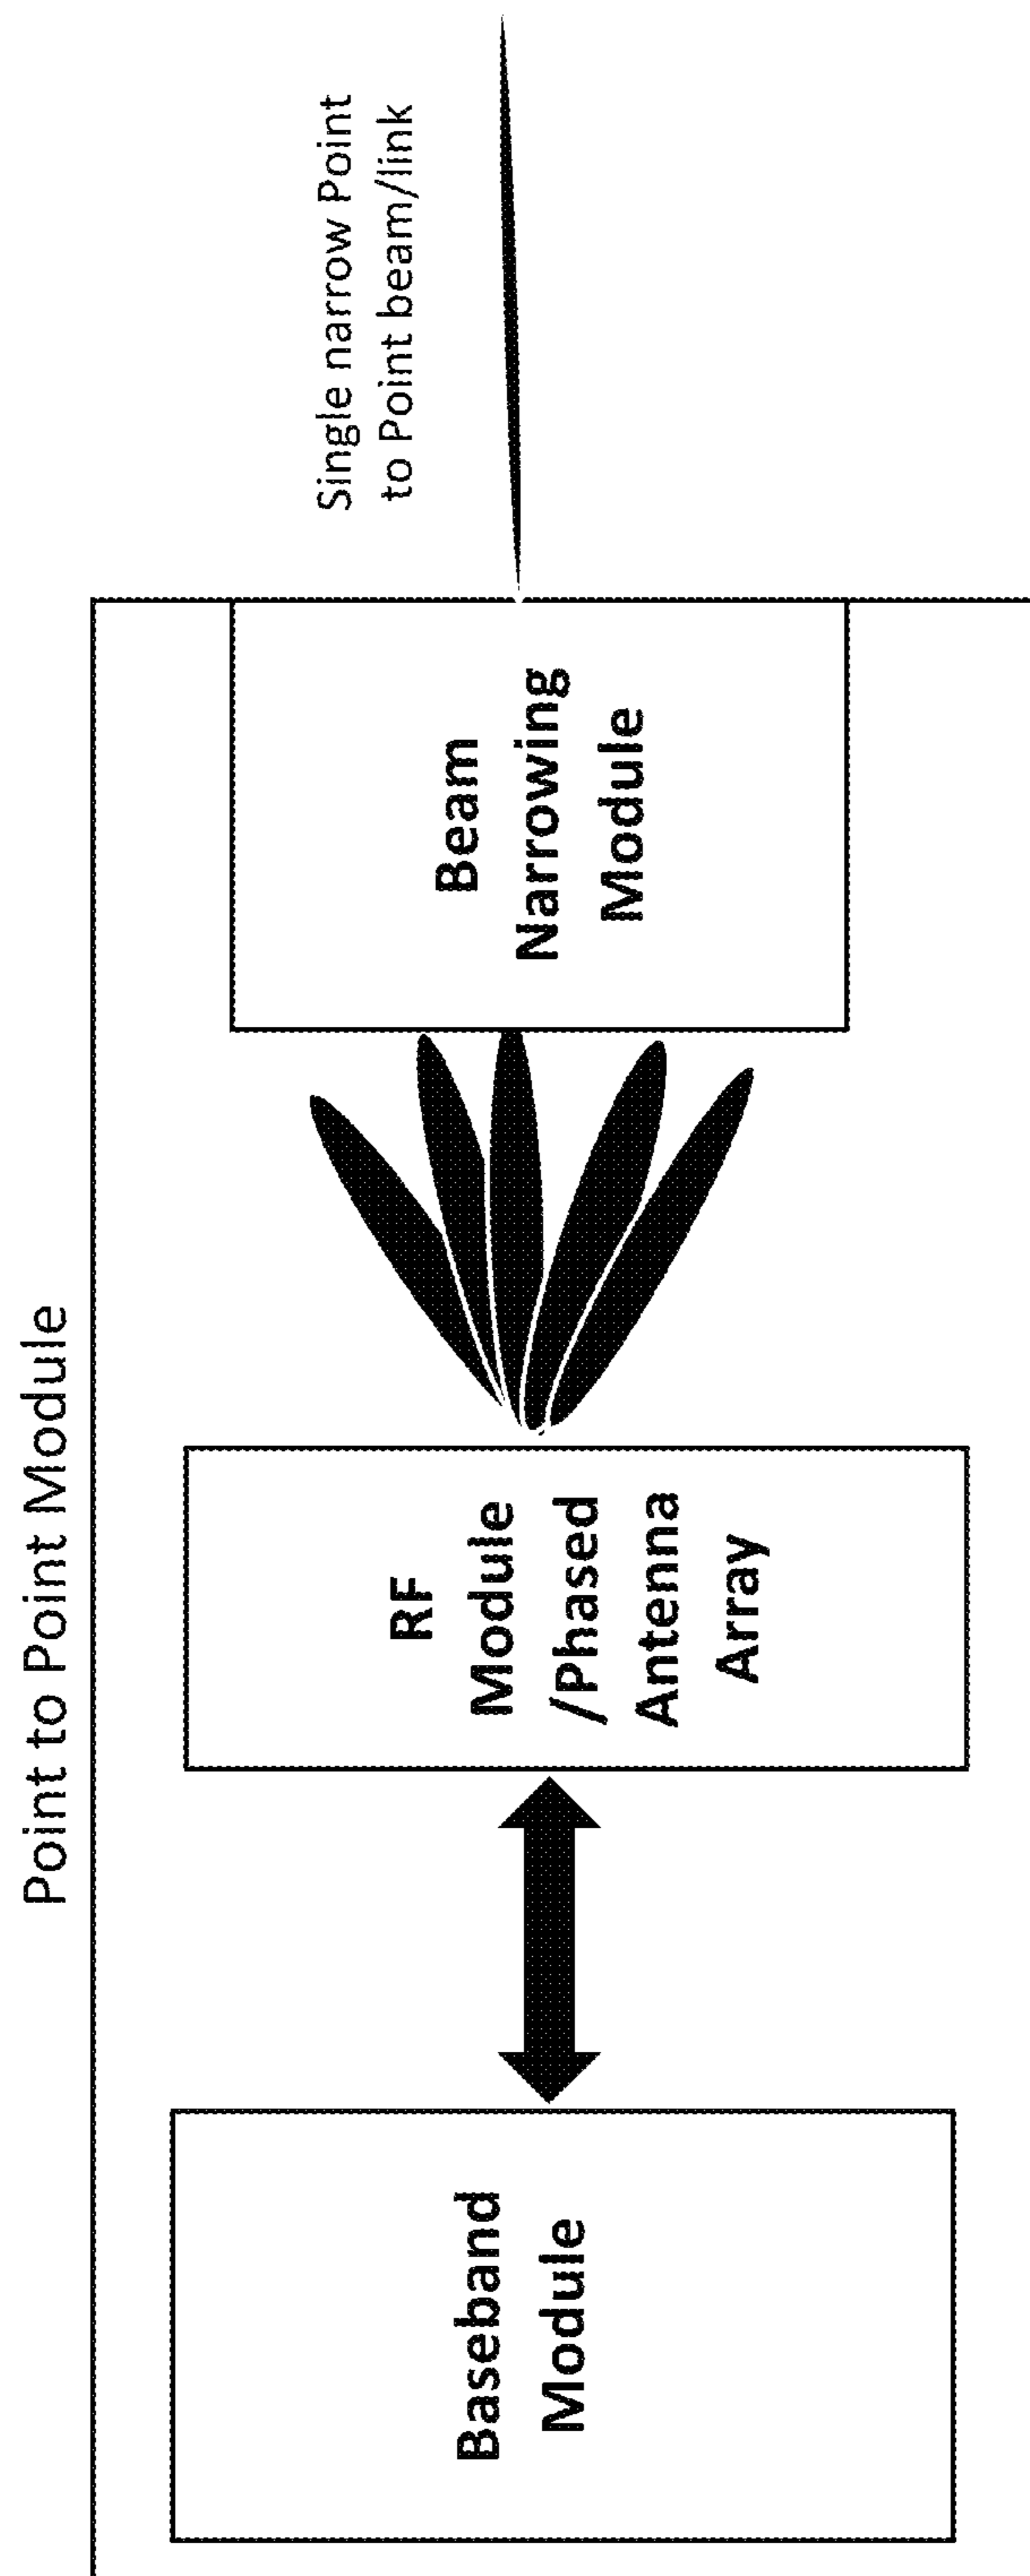 Point to Point Module
Baseband
Module
RF
Module
/Phased
Antenna
Array
Beam
Narrowing
Module
Single narrow Point
to Point beam/link